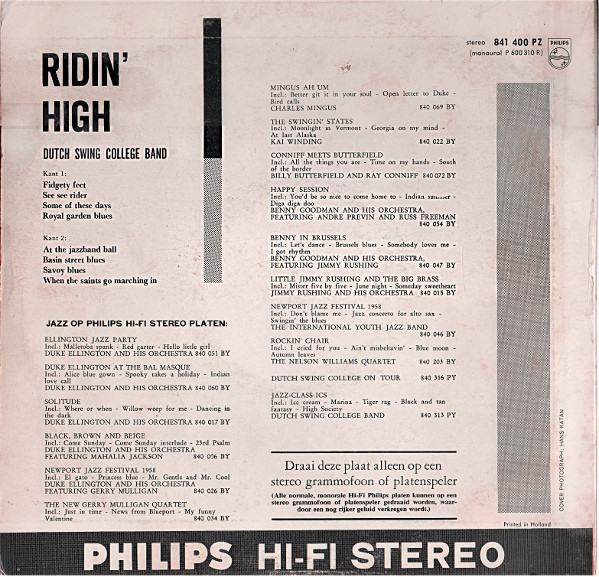 RIDIN'
HIGH
DUTCH SWING COLLEGE BAND
Kant 1:
Fidgety feet
See see rider
Some of these days
Royal garden blues
Kant 2:
At the jazzband ball
Basin street blues
Savoy blues
When the saints go marching in
JAZZ OP PHILIPS HI-FI STEREO PLATEN:
ELLINGTON JAZZ PARTY
Incl.: Malletoba spank - Red garter - Hello little girl
DUKE ELLINGTON AND HIS ORCHESTRA 840 051 BY
DUKE ELLINGTON AT THE BAL MASQUE
Incl.: Alice blue gown - Spooky takes a holiday - Indian
love call
DUKE ELLINGTON AND HIS ORCHESTRA 840 060 BY
SOLITUDE
Incl.: Where or when - Willow weep for me - Dancing in
the dark
DUKE ELLINGTON AND HIS ORCHESTRA 840 017 BY
BLACK, BROWN AND BEIGE
Incl.: Come Sunday - Come Sunday interlude - 23rd Psalm
DUKE ELLINGTON AND HIS ORCHESTRA
FEATURING MAHALIA JACKSON 840 036 BY
NEWPORT JAZZ FESTIVAL 1958
Incl.: El gato - Princess blue - Mr. Gentle and Mr. Cool
DUKE ELLINGTON AND HIS ORCHESTRA
FEATURING GERRY MULLIGAN 840 026 BY
THE NEW GERRY MULLIGAN QUARTET
Incl.: Just in time - News from Blueport - My funny
Valentine 840 034 BY
stereo 841 400 PZ
(monaural P 600 310 R)
PHILIPS
MINGUS AH UM
Incl.: Better git it in your soul - Open letter to Duke -
Bird calls
CHARLES MINGUS 840 069 BY
THE SWINGIN' STATES
Incl.: Moonlight in Vermont - Georgia on my mind -
At last Alaska
KAI WINDING 840 022 BY
CONNIFF MEETS BUTTERFIELD
Incl.: All the things you are - Time on my hands - South
of the border
BILLY BUTTERFIELD AND RAY CONNIFF 840 072 BY
HAPPY SESSION
Incl.: You'd be so nice to come home to - Indian summer -
Diga diga doo
BENNY GOODMAN AND HIS ORCHESTRA,
FEATURING ANDRE PREVIN AND RUSS FREEMAN
840 054 BY
BENNY IN BRUSSELS
Incl.: Let's dance - Brussels blues - Somebody loves me -
I got rhythm
BENNY GOODMAN AND HIS ORCHESTRA,
FEATURING JIMMY RUSHING 840 047 BY
LITTLE JIMMY RUSHING AND THE BIG BRASS
Incl.: Mister five by five - June night - Someday sweetheart
JIMMY RUSHING AND HIS ORCHESTRA 840 015 BY
NEWPORT JAZZ FESTIVAL 1958
Incl.: Don't blame me - Jazz concerto for alto sax -
Swingin' the blues
THE INTERNATIONAL YOUTH JAZZ BAND
840 046 BY
ROCKIN' CHAIR
Incl.: I cried for you - Ain't misbehavin' - Blue moon -
Autumn leaves
THE NELSON WILLIAMS QUARTET 840 203 BY
DUTCH SWING COLLEGE ON TOUR 840 316 PY
JAZZ-CLASS-ICS
Incl.: Ice cream - Marina - Tiger rag - Black and tan
fantasy - High Society
DUTCH SWING COLLEGE BAND 840 313 PY
Draai deze plaat alleen op een
stereo grammofoon of platenspeler
(Alle normale, monorale Hi-Fi Philips platen kunnen op een
stereo grammofoon of platenspeler gedraaid worden, waar-
door een nog rijker geluid verkregen wordt.)
COVER PHOTOGRAPH: HANS KATAN
Printed in Holland
PHILIPS HI-FI STEREO